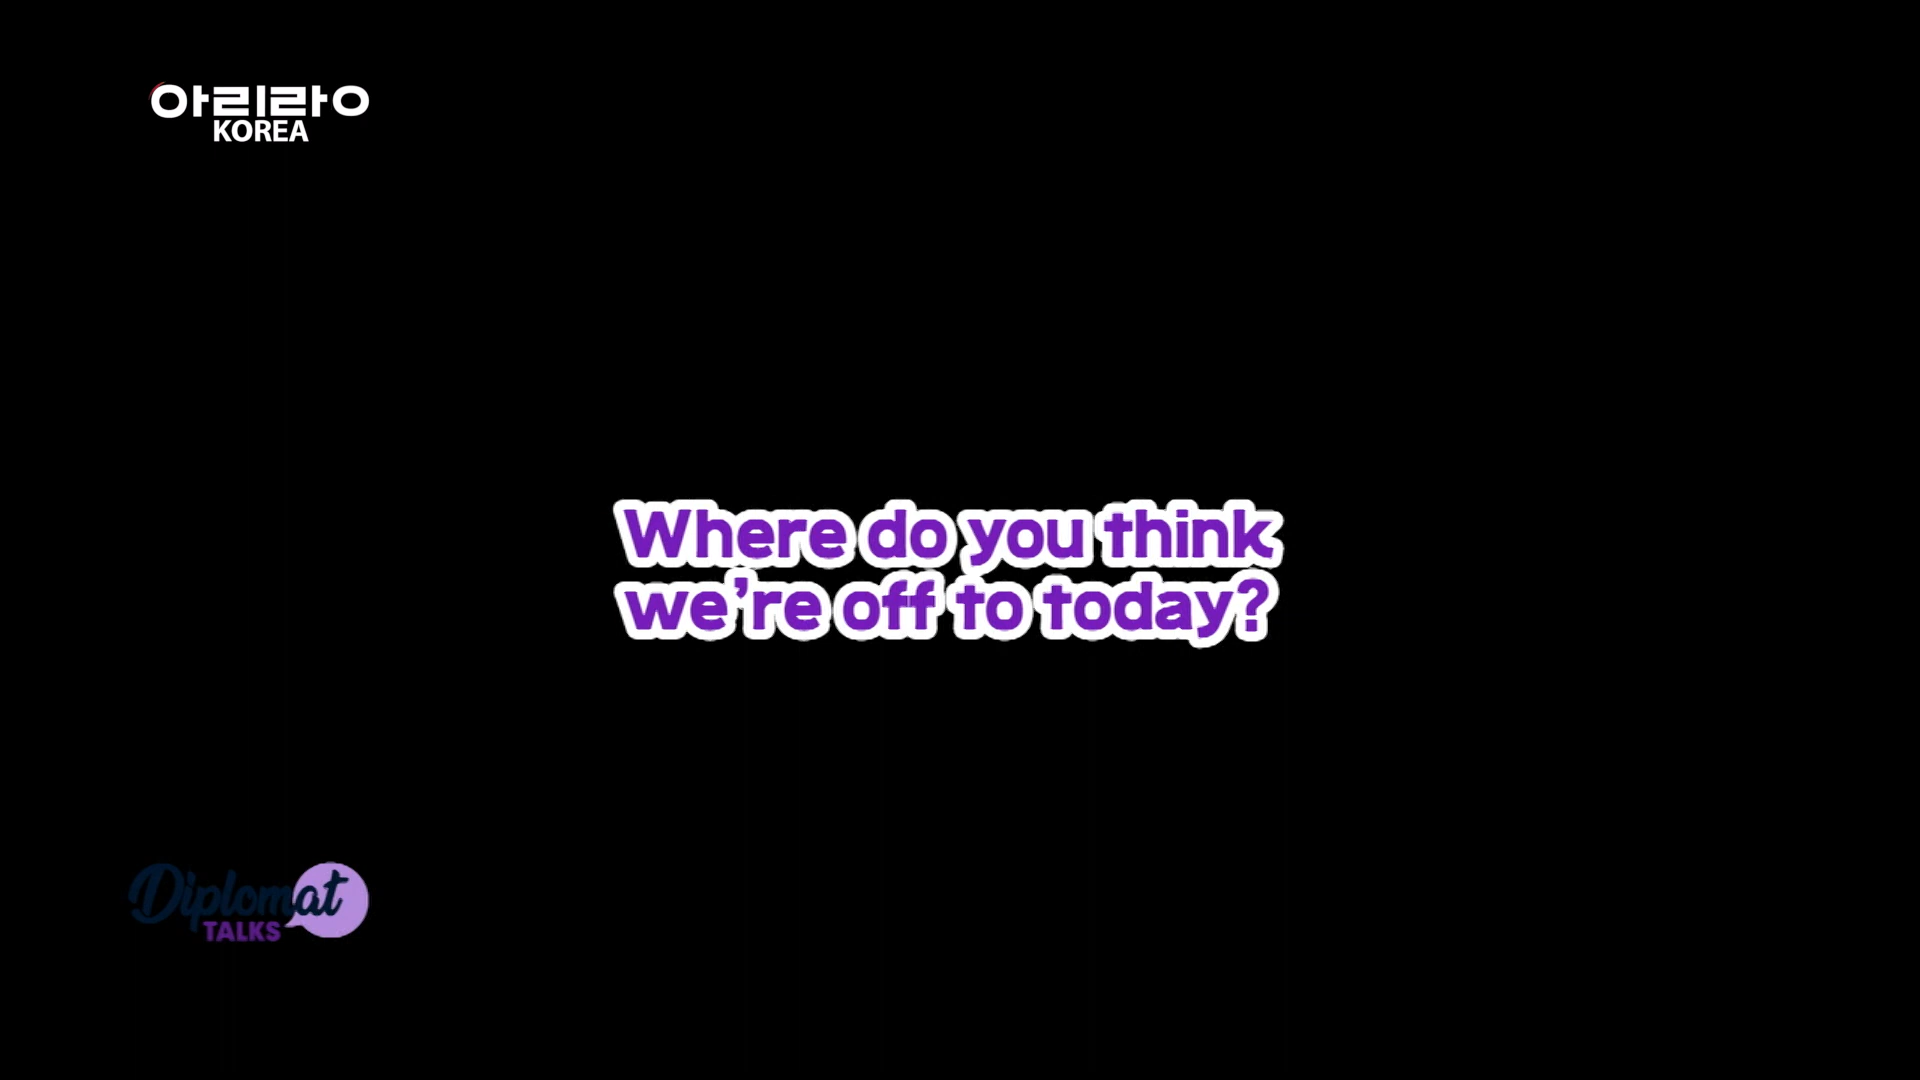 아리랑
KOREA
Where do you think
we're off to today?
Diplomat
TALKS